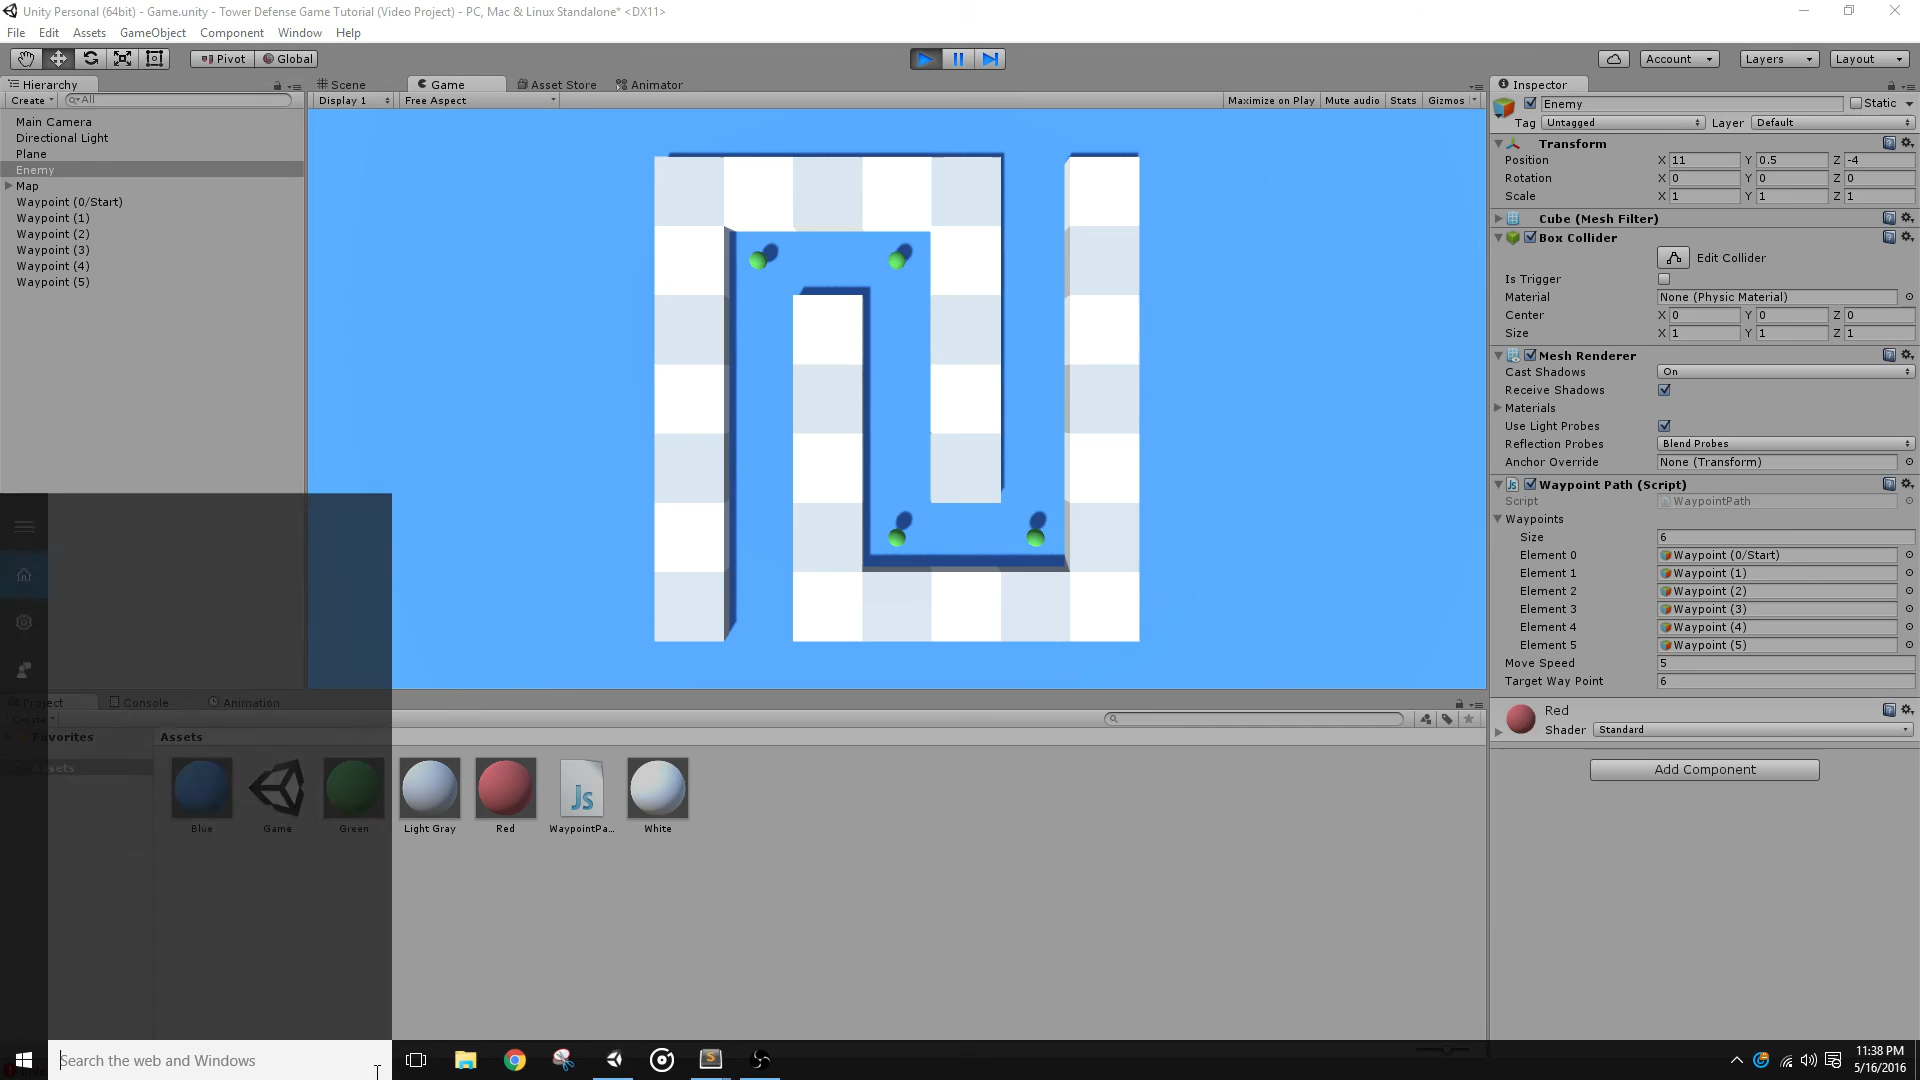 Unity Personal (64bit) - Game.unity - Tower Defense Game Tutorial (Video Project) - PC, Mac & Linux Standalone* <DX11>
File Edit Assets GameObject Component Window Help
Pivot Global Account Layers Layout
Hierarchy
Create All
Main Camera
Directional Light
Plane
Enemy
Map
Waypoint (0/Start)
Waypoint (1)
Waypoint (2)
Waypoint (3)
Waypoint (4)
Waypoint (5)
Scene Game Asset Store Animator
Display 1 Free Aspect Maximize on Play Mute audio Stats Gizmos
Inspector
Enemy Static
Tag Untagged Layer Default
Transform
Position X 11 Y 0.5 Z -4
Rotation X 0 Y 0 Z 0
Scale X 1 Y 1 Z 1
Cube (Mesh Filter)
Box Collider
Edit Collider
Is Trigger
Material None (Physic Material)
Center X 0 Y 0 Z 0
Size X 1 Y 1 Z 1
Mesh Renderer
Cast Shadows On
Receive Shadows
Materials
Use Light Probes
Reflection Probes Blend Probes
Anchor Override None (Transform)
Waypoint Path (Script)
Script WaypointPath
Waypoints
Size 6
Element 0 Waypoint (0/Start)
Element 1 Waypoint (1)
Element 2 Waypoint (2)
Element 3 Waypoint (3)
Element 4 Waypoint (4)
Element 5 Waypoint (5)
Move Speed 5
Target Way Point 6
Red
Shader Standard
Add Component
Project Console Animation
Create
Favorites Assets
Assets
Js
Blue Game Green Light Gray Red WaypointPa... White
Search the web and Windows
S
11:38 PM
5/16/2016